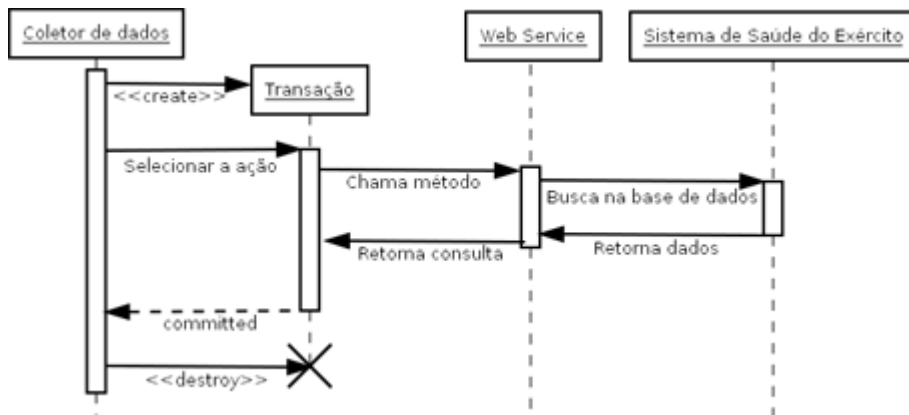 Coletor de dados
Web Service
Sistema de Saúde do Exército
<<create>>
Transação
Selecionar a ação
Chama método
Busca na base de dados
Retorna consulta
Retorna dados
committed
<<destroy>>